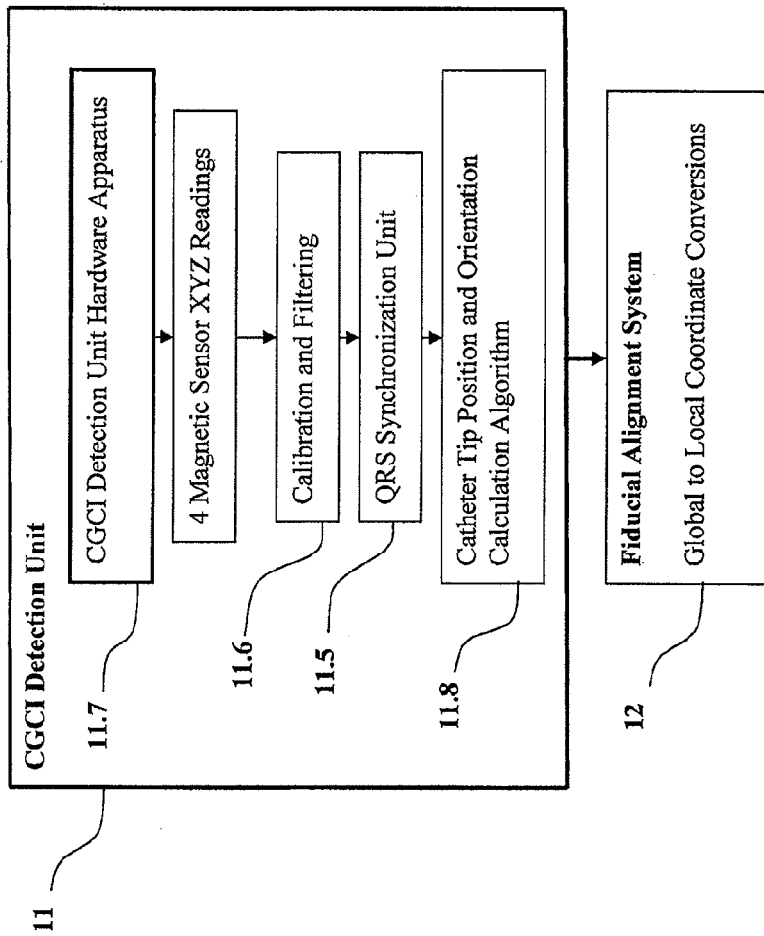 11
CGCI Detection Unit
11.7
CGCI Detection Unit Hardware Apparatus
4 Magnetic Sensor XYZ Readings
11.6
Calibration and Filtering
11.5
QRS Synchronization Unit
11.8
Catheter Tip Position and Orientation
Calculation Algorithm
12
Fiducial Alignment System
Global to Local Coordinate Conversions